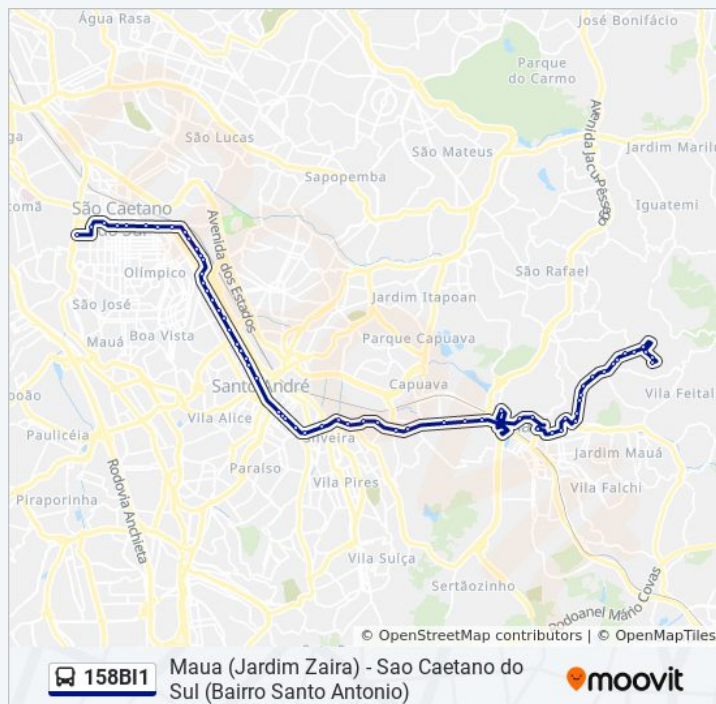 Água Rasa
José Bonifácio
Parque
do Carmo
São Lucas
São Mateus
Jardim Marilu
Avenida Jacu-Pêssego
Sapopemba
Iguatemi
São Caetano
do Sul
Avenida dos Estados
Olímpico
São Rafael
São José
Jardim Itapoan
Boa Vista
Mauá
Parque Capuava
Santo André
Capuava
Vila Feital
Vila Alice
Paulicéia
Jardim Mauá
Paraíso
Vila Pires
Vila Falchi
Piraporinha
Rodovia Anchieta
Vila Suíça
Sertãozinho
Rodoanel Mário Covas
© OpenStreetMap contributors | © OpenMapTiles
158BI1
Maua (Jardim Zaira) - Sao Caetano do
Sul (Bairro Santo Antonio)
moovit